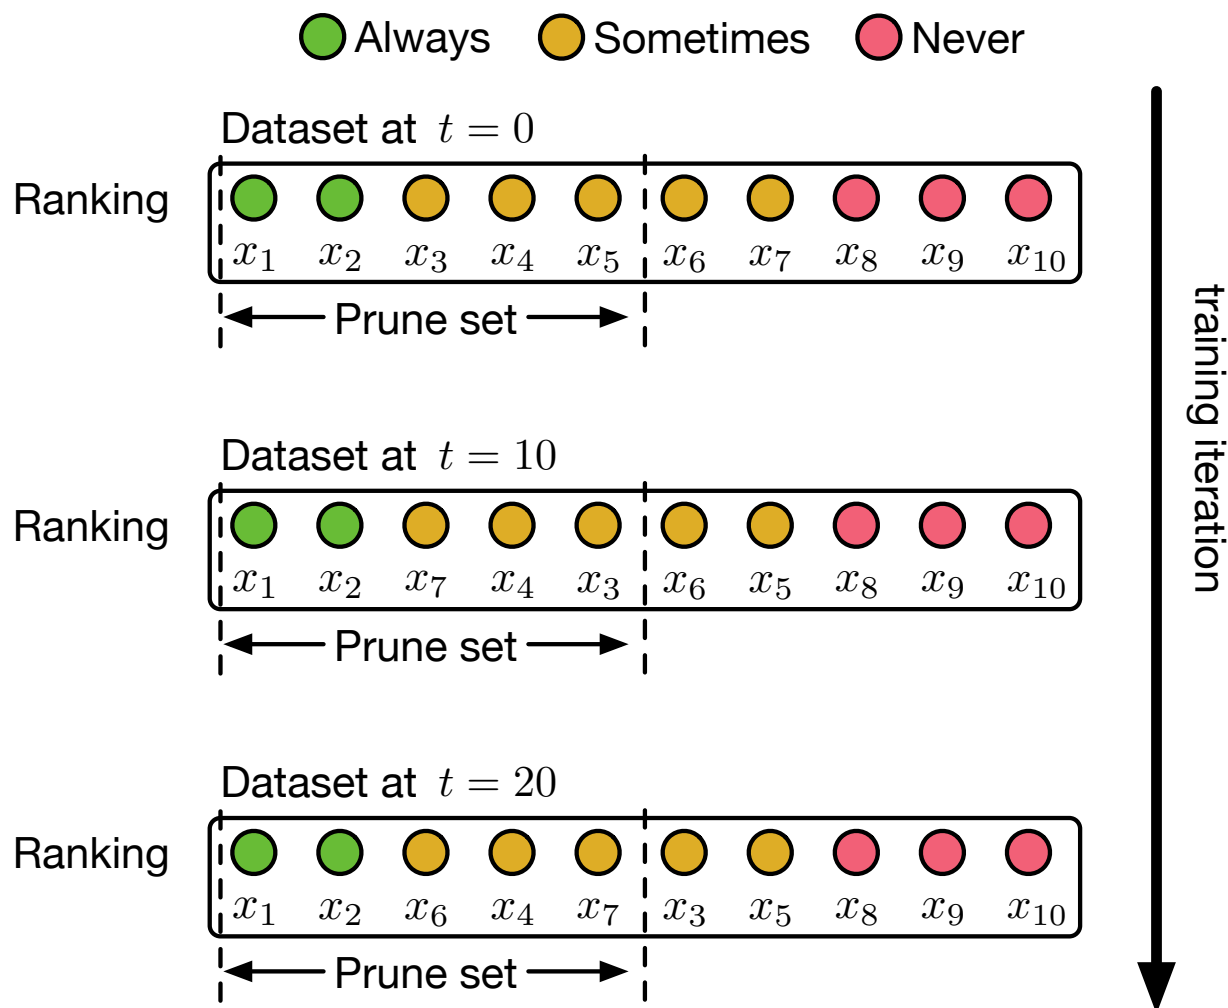 Always Sometimes Never
Dataset at t = 0
Ranking
x₁ x₂ x₃ x₄ x₅ x₆ x₇ x₈ x₉ x₁₀
Prune set
Dataset at t = 10
Ranking
x₁ x₂ x₇ x₄ x₃ x₆ x₅ x₈ x₉ x₁₀
Prune set
Dataset at t = 20
Ranking
x₁ x₂ x₆ x₄ x₇ x₃ x₅ x₈ x₉ x₁₀
Prune set
training iteration